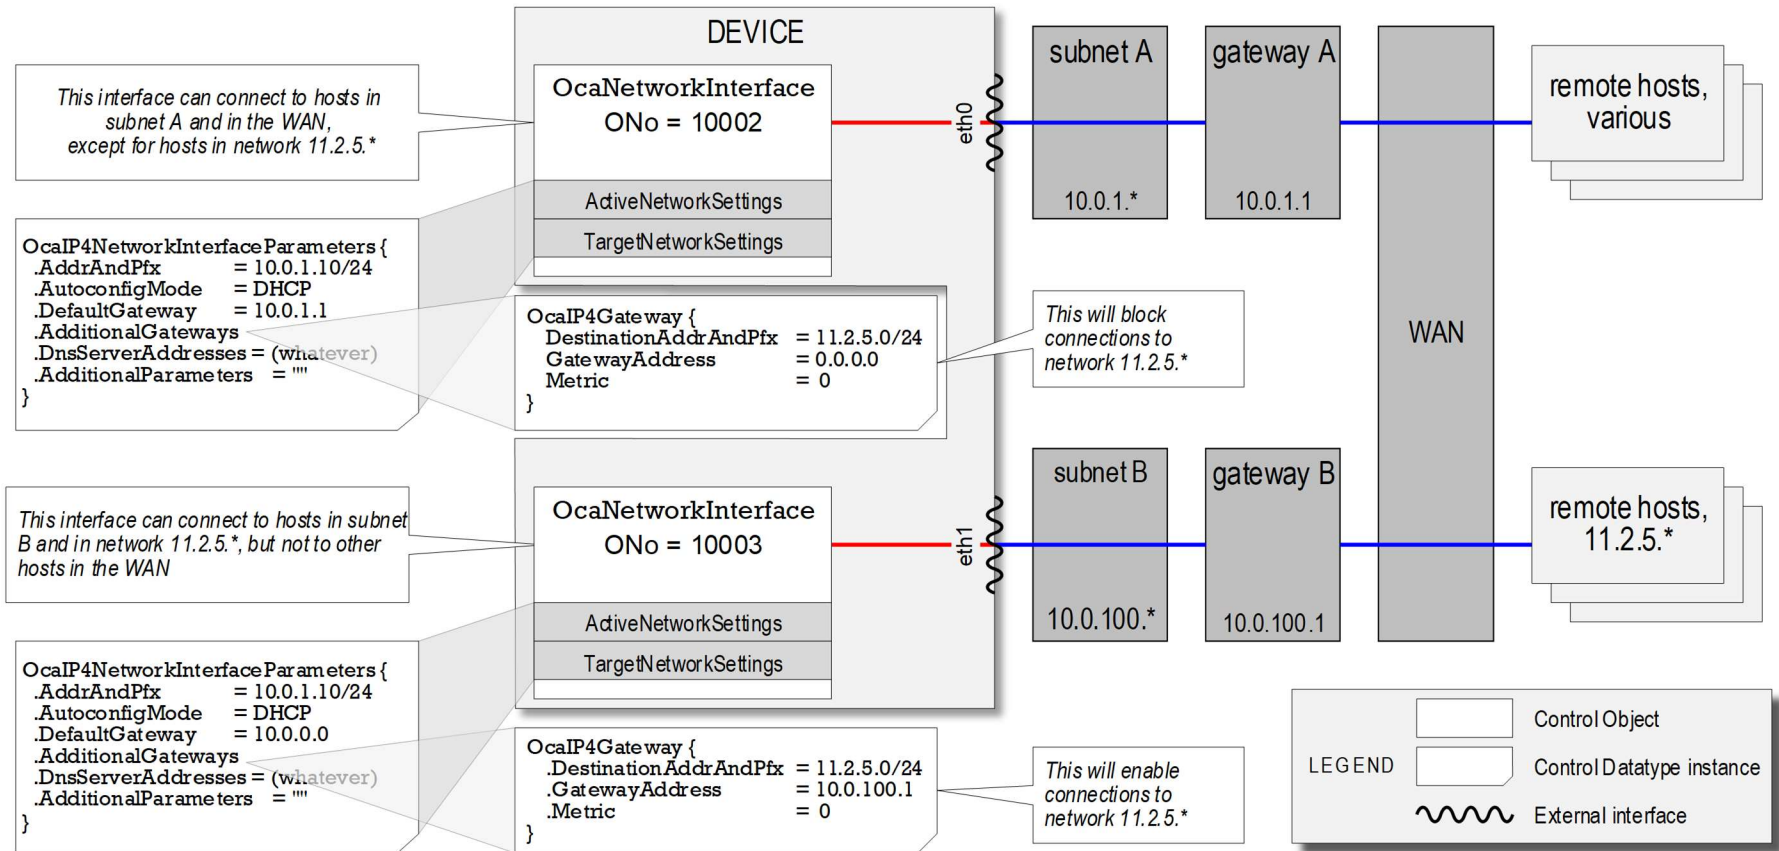 DEVICE
This interface can connect to hosts in
subnet A and in the WAN,
except for hosts in network 11.2.5.*
OcaNetworkInterface
ONo = 10002
ActiveNetworkSettings
TargetNetworkSettings
eth0
subnet A
10.0.1.*
gateway A
10.0.1.1
WAN
remote hosts,
various
OcaIP4NetworkInterfaceParameters {
.AddrAndPfx = 10.0.1.10/24
.AutoconfigMode = DHCP
.DefaultGateway = 10.0.1.1
.AdditionalGateways
.DnsServerAddresses = (whatever)
.AdditionalParameters = ""
}
OcaIP4Gateway {
DestinationAddrAndPfx = 11.2.5.0/24
GatewayAddress = 0.0.0.0
Metric = 0
}
This will block
connections to
network 11.2.5.*
This interface can connect to hosts in subnet
B and in network 11.2.5.*, but not to other
hosts in the WAN
OcaNetworkInterface
ONo = 10003
ActiveNetworkSettings
TargetNetworkSettings
eth1
subnet B
10.0.100.*
gateway B
10.0.100.1
remote hosts,
11.2.5.*
OcaIP4NetworkInterfaceParameters {
.AddrAndPfx = 10.0.1.10/24
.AutoconfigMode = DHCP
.DefaultGateway = 10.0.0.0
.AdditionalGateways
.DnsServerAddresses = (whatever)
.AdditionalParameters = ""
}
OcaIP4Gateway {
.DestinationAddrAndPfx = 11.2.5.0/24
.GatewayAddress = 10.0.100.1
.Metric = 0
}
This will enable
connections to
network 11.2.5.*
LEGEND
Control Object
Control Datatype instance
External interface